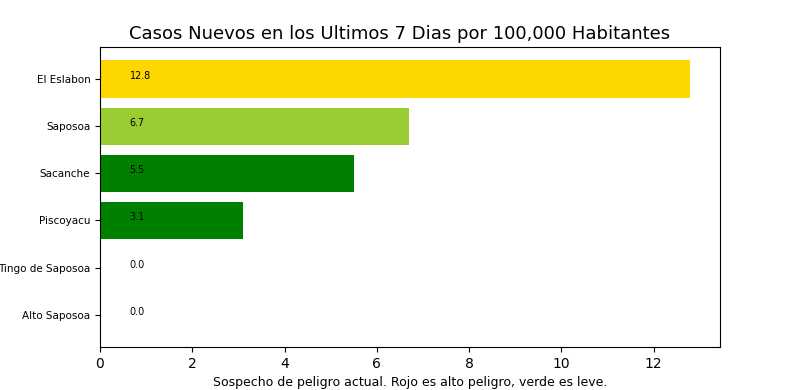 Casos Nuevos en los Ultimos 7 Dias por 100,000 Habitantes
El Eslabon 12.8
Saposoa 6.7
Sacanche 5.5
Piscoyacu 3.1
Tingo de Saposoa 0.0
Alto Saposoa 0.0
0 2 4 6 8 10 12
Sospecho de peligro actual. Rojo es alto peligro, verde es leve.